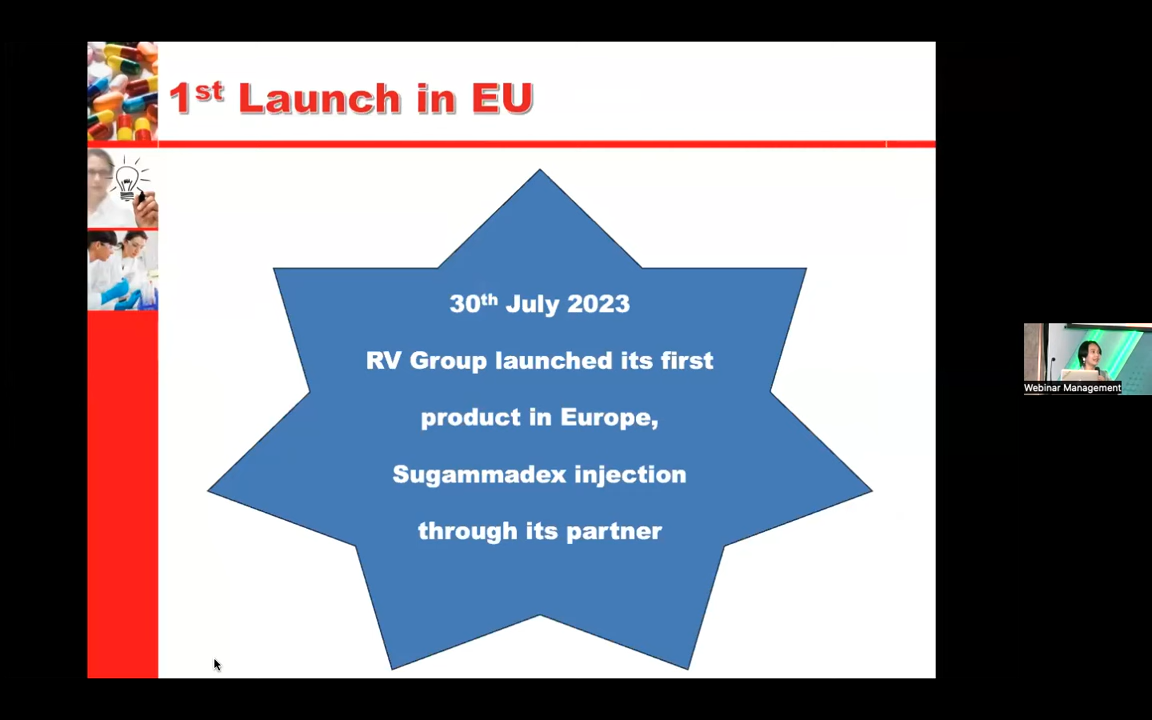 1st Launch in EU
30th July 2023
RV Group launched its first
product in Europe,
Sugammadex injection
through its partner
Webinar Management